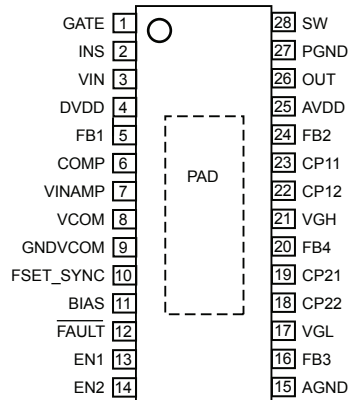 GATE 1 28 SW
INS 2 27 PGND
VIN 3 26 OUT
DVDD 4 25 AVDD
FB1 5 24 FB2
COMP 6 23 CP11
PAD
VINAMP 7 22 CP12
VCOM 8 21 VGH
GNDVCOM 9 20 FB4
FSET_SYNC 10 19 CP21
BIAS 11 18 CP22
FAULT 12 17 VGL
EN1 13 16 FB3
EN2 14 15 AGND